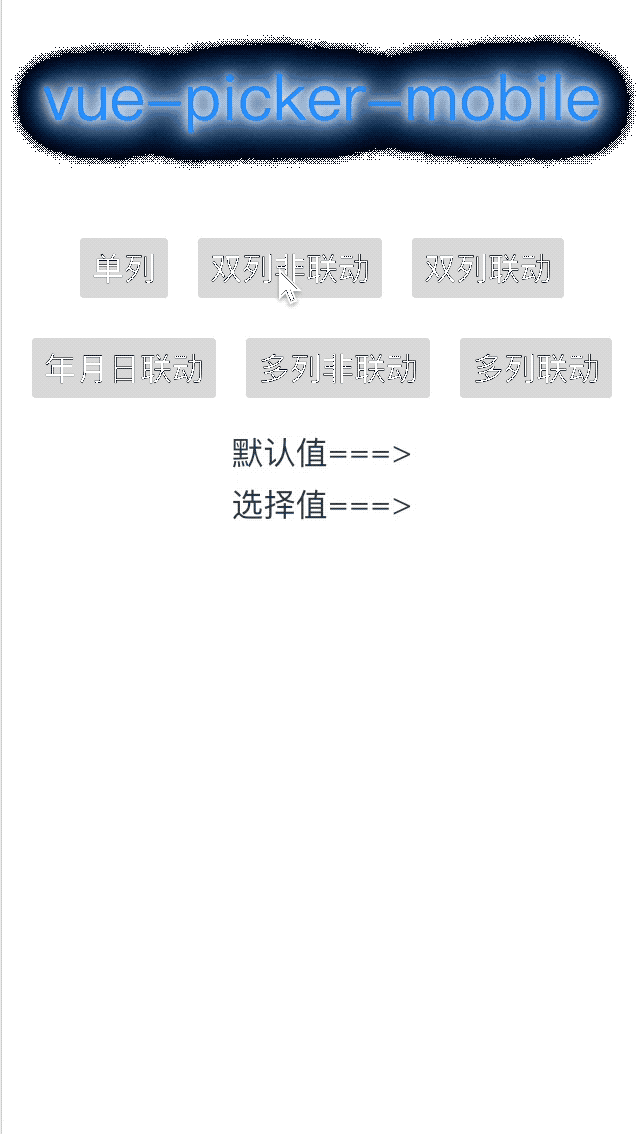 vue-picker-mobile
单列 双列非联动 双列联动
年月日联动 多列非联动 多列联动
默认值===>
选择值===>